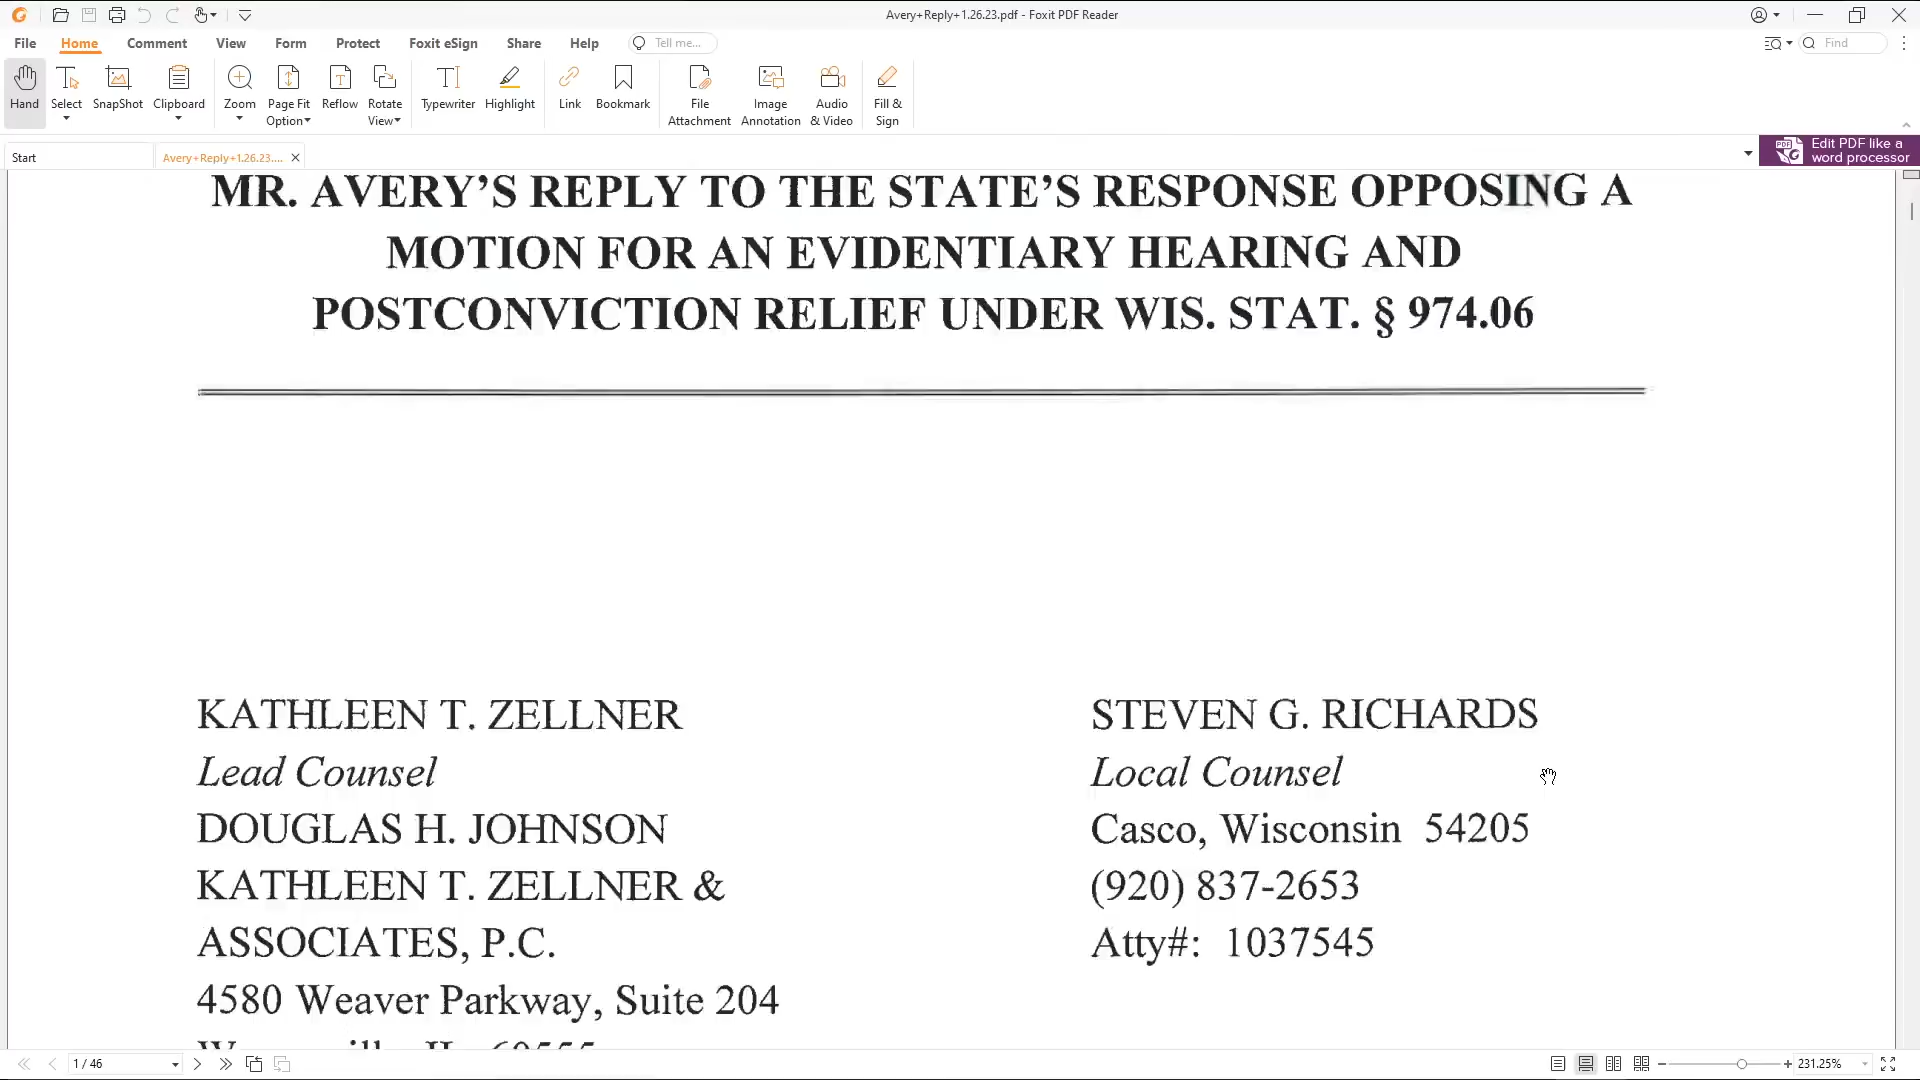 Avery+Reply+1.26.23.pdf - Foxit PDF Reader
File Home Comment View Form Protect Foxit eSign Share Help Tell me... Find
Hand Select SnapShot Clipboard Zoom Page Fit Option Reflow Rotate View Typewriter Highlight Link Bookmark File Attachment Image Annotation Audio & Video Fill & Sign
Start Avery+Reply+1.26.23....
Edit PDF like a
word processor
MR. AVERY'S REPLY TO THE STATE'S RESPONSE OPPOSING A
MOTION FOR AN EVIDENTIARY HEARING AND
POSTCONVICTION RELIEF UNDER WIS. STAT. § 974.06
KATHLEEN T. ZELLNER
Lead Counsel
DOUGLAS H. JOHNSON
KATHLEEN T. ZELLNER &
ASSOCIATES, P.C.
4580 Weaver Parkway, Suite 204
STEVEN G. RICHARDS
Local Counsel
Casco, Wisconsin 54205
(920) 837-2653
Atty#: 1037545
1 / 46
231.25%